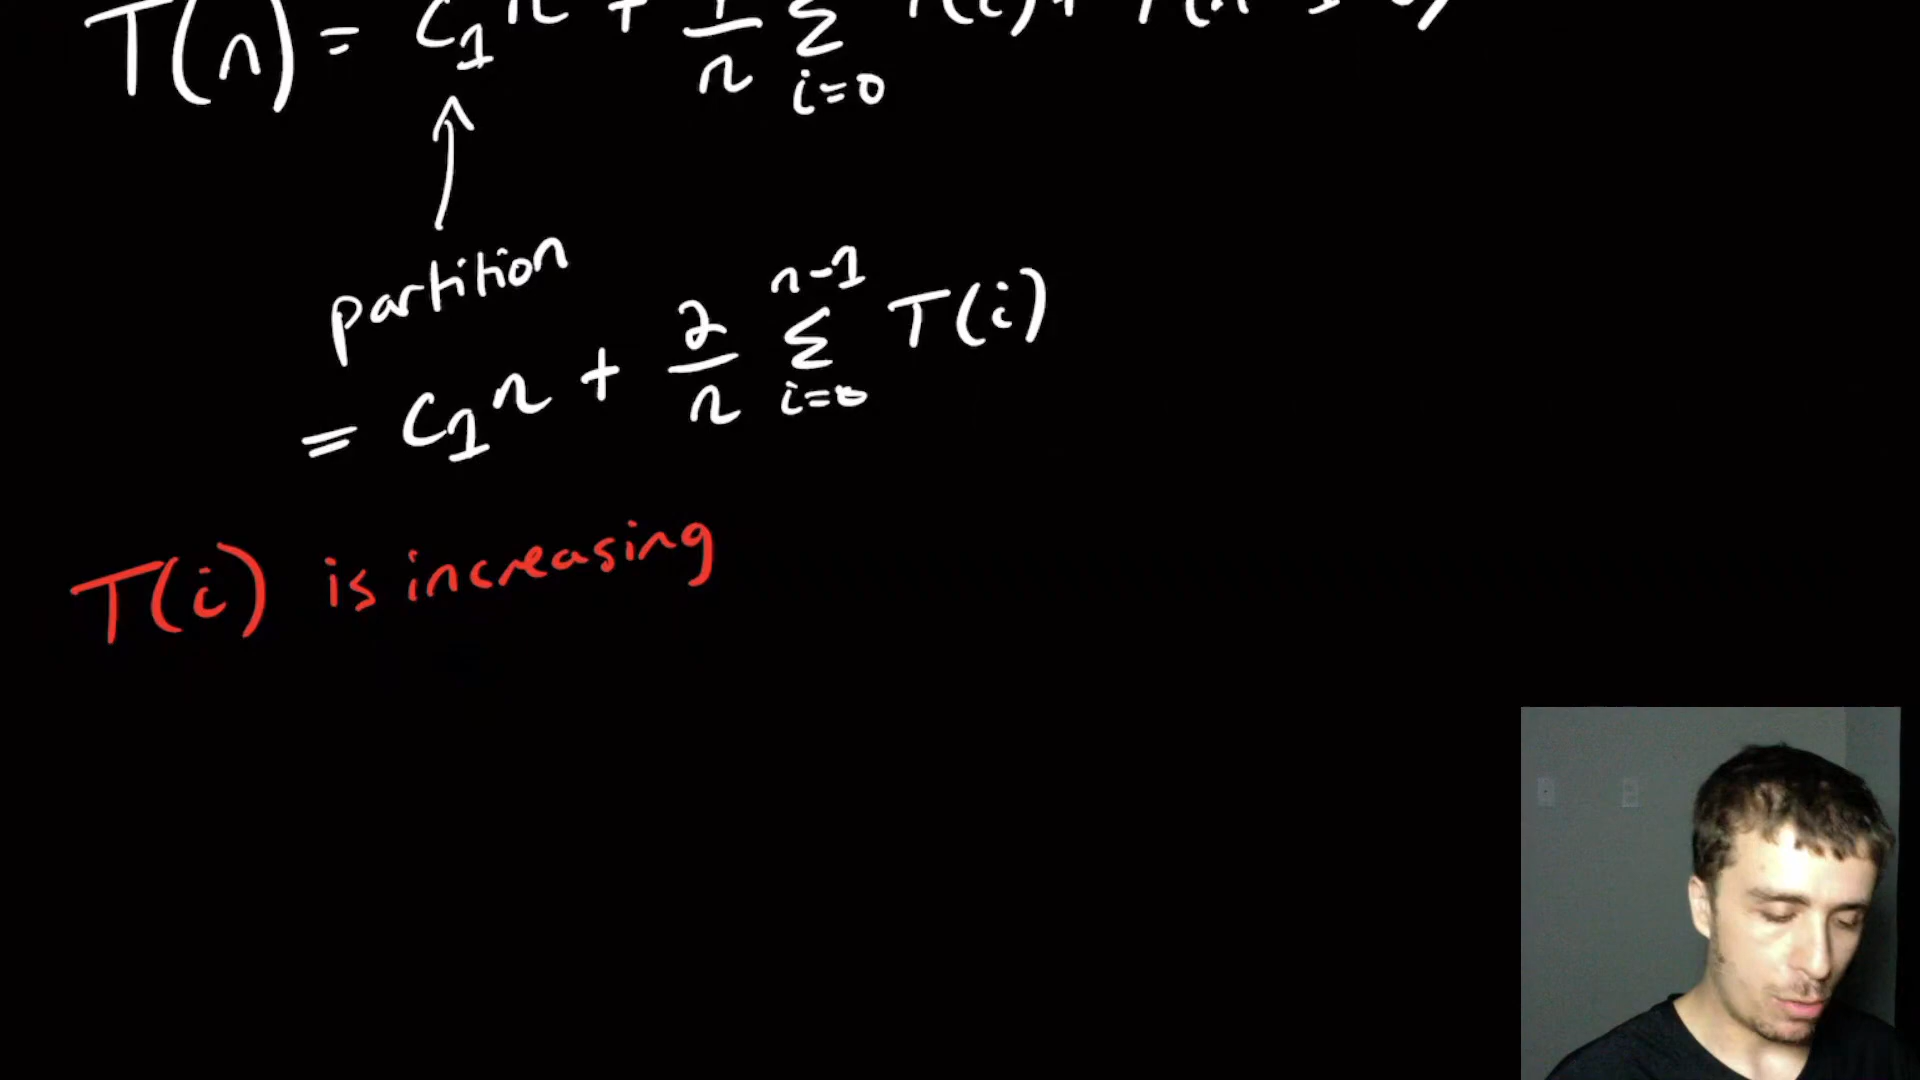 T(n) = c₁n + 1/n Σ i=0 T(i) + T(n
partition
= c₁n + 2/n Σ i=0 n-1 T(i)
T(i) is increasing